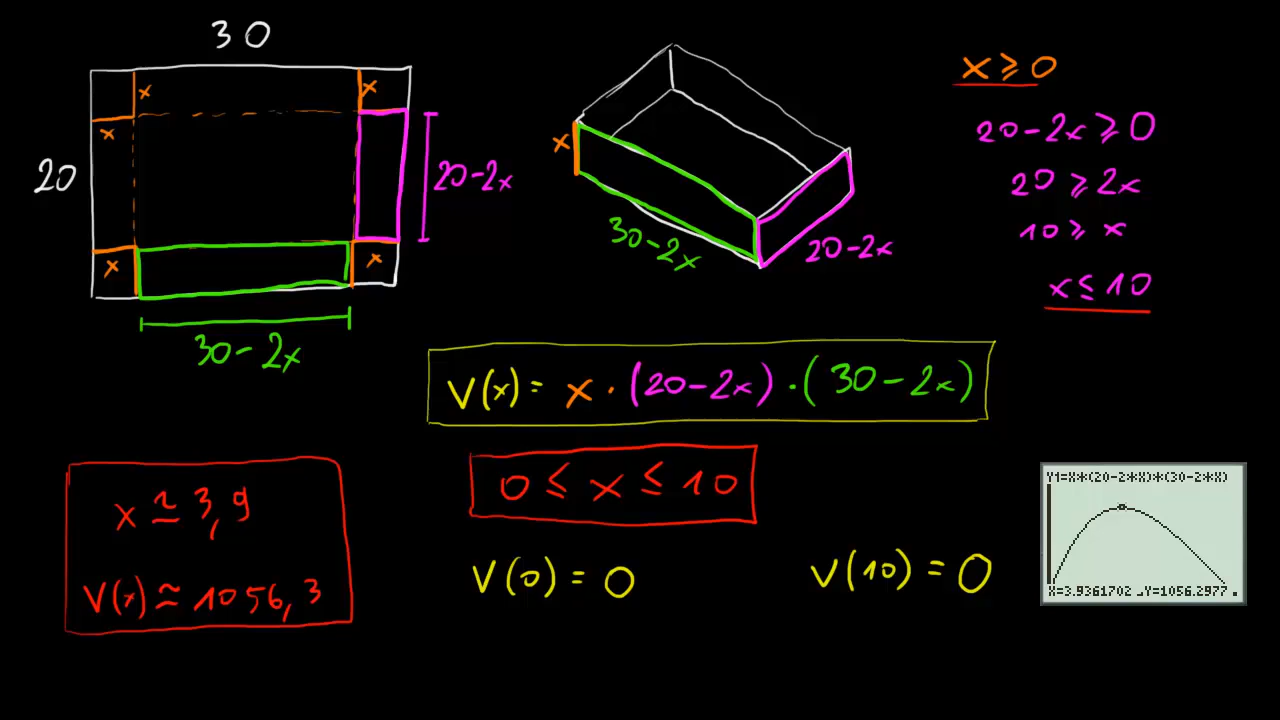 30
x
x
x
20
20-2x
x
x
30-2x
x
30-2x
20-2x
x ⩾ 0
20-2x ⩾ 0
20 ⩾ 2x
10 ⩾ x
x ≤ 10
V(x) = x · (20-2x) · (30-2x)
0 ≤ x ≤ 10
x ≃ 3,9
V(x) ≃ 1056,3
V(0) = 0
V(10) = 0
Y1=X*(20-2*X)*(30-2*X)
X=3.9361702 Y=1056.2977